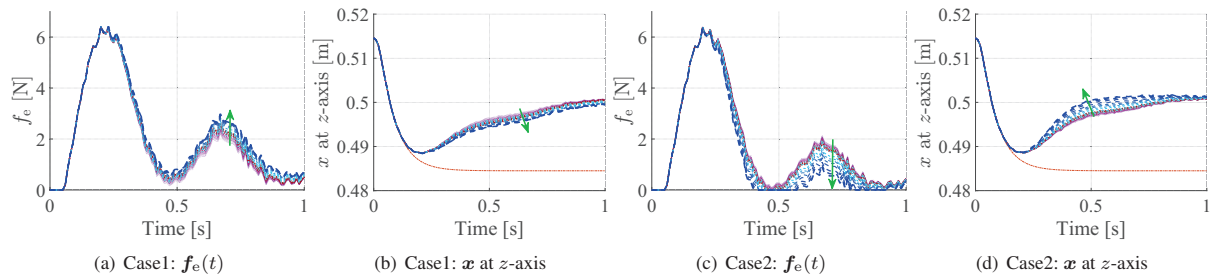 6
4
2
0
f_e [N]
0
0.5
1
Time [s]
(a) Case1: f_e(t)
0.52
0.51
0.5
0.49
0.48
x at z-axis [m]
0
0.5
1
Time [s]
(b) Case1: x at z-axis
6
4
2
0
f_e [N]
0
0.5
1
Time [s]
(c) Case2: f_e(t)
0.52
0.51
0.5
0.49
0.48
x at z-axis [m]
0
0.5
1
Time [s]
(d) Case2: x at z-axis